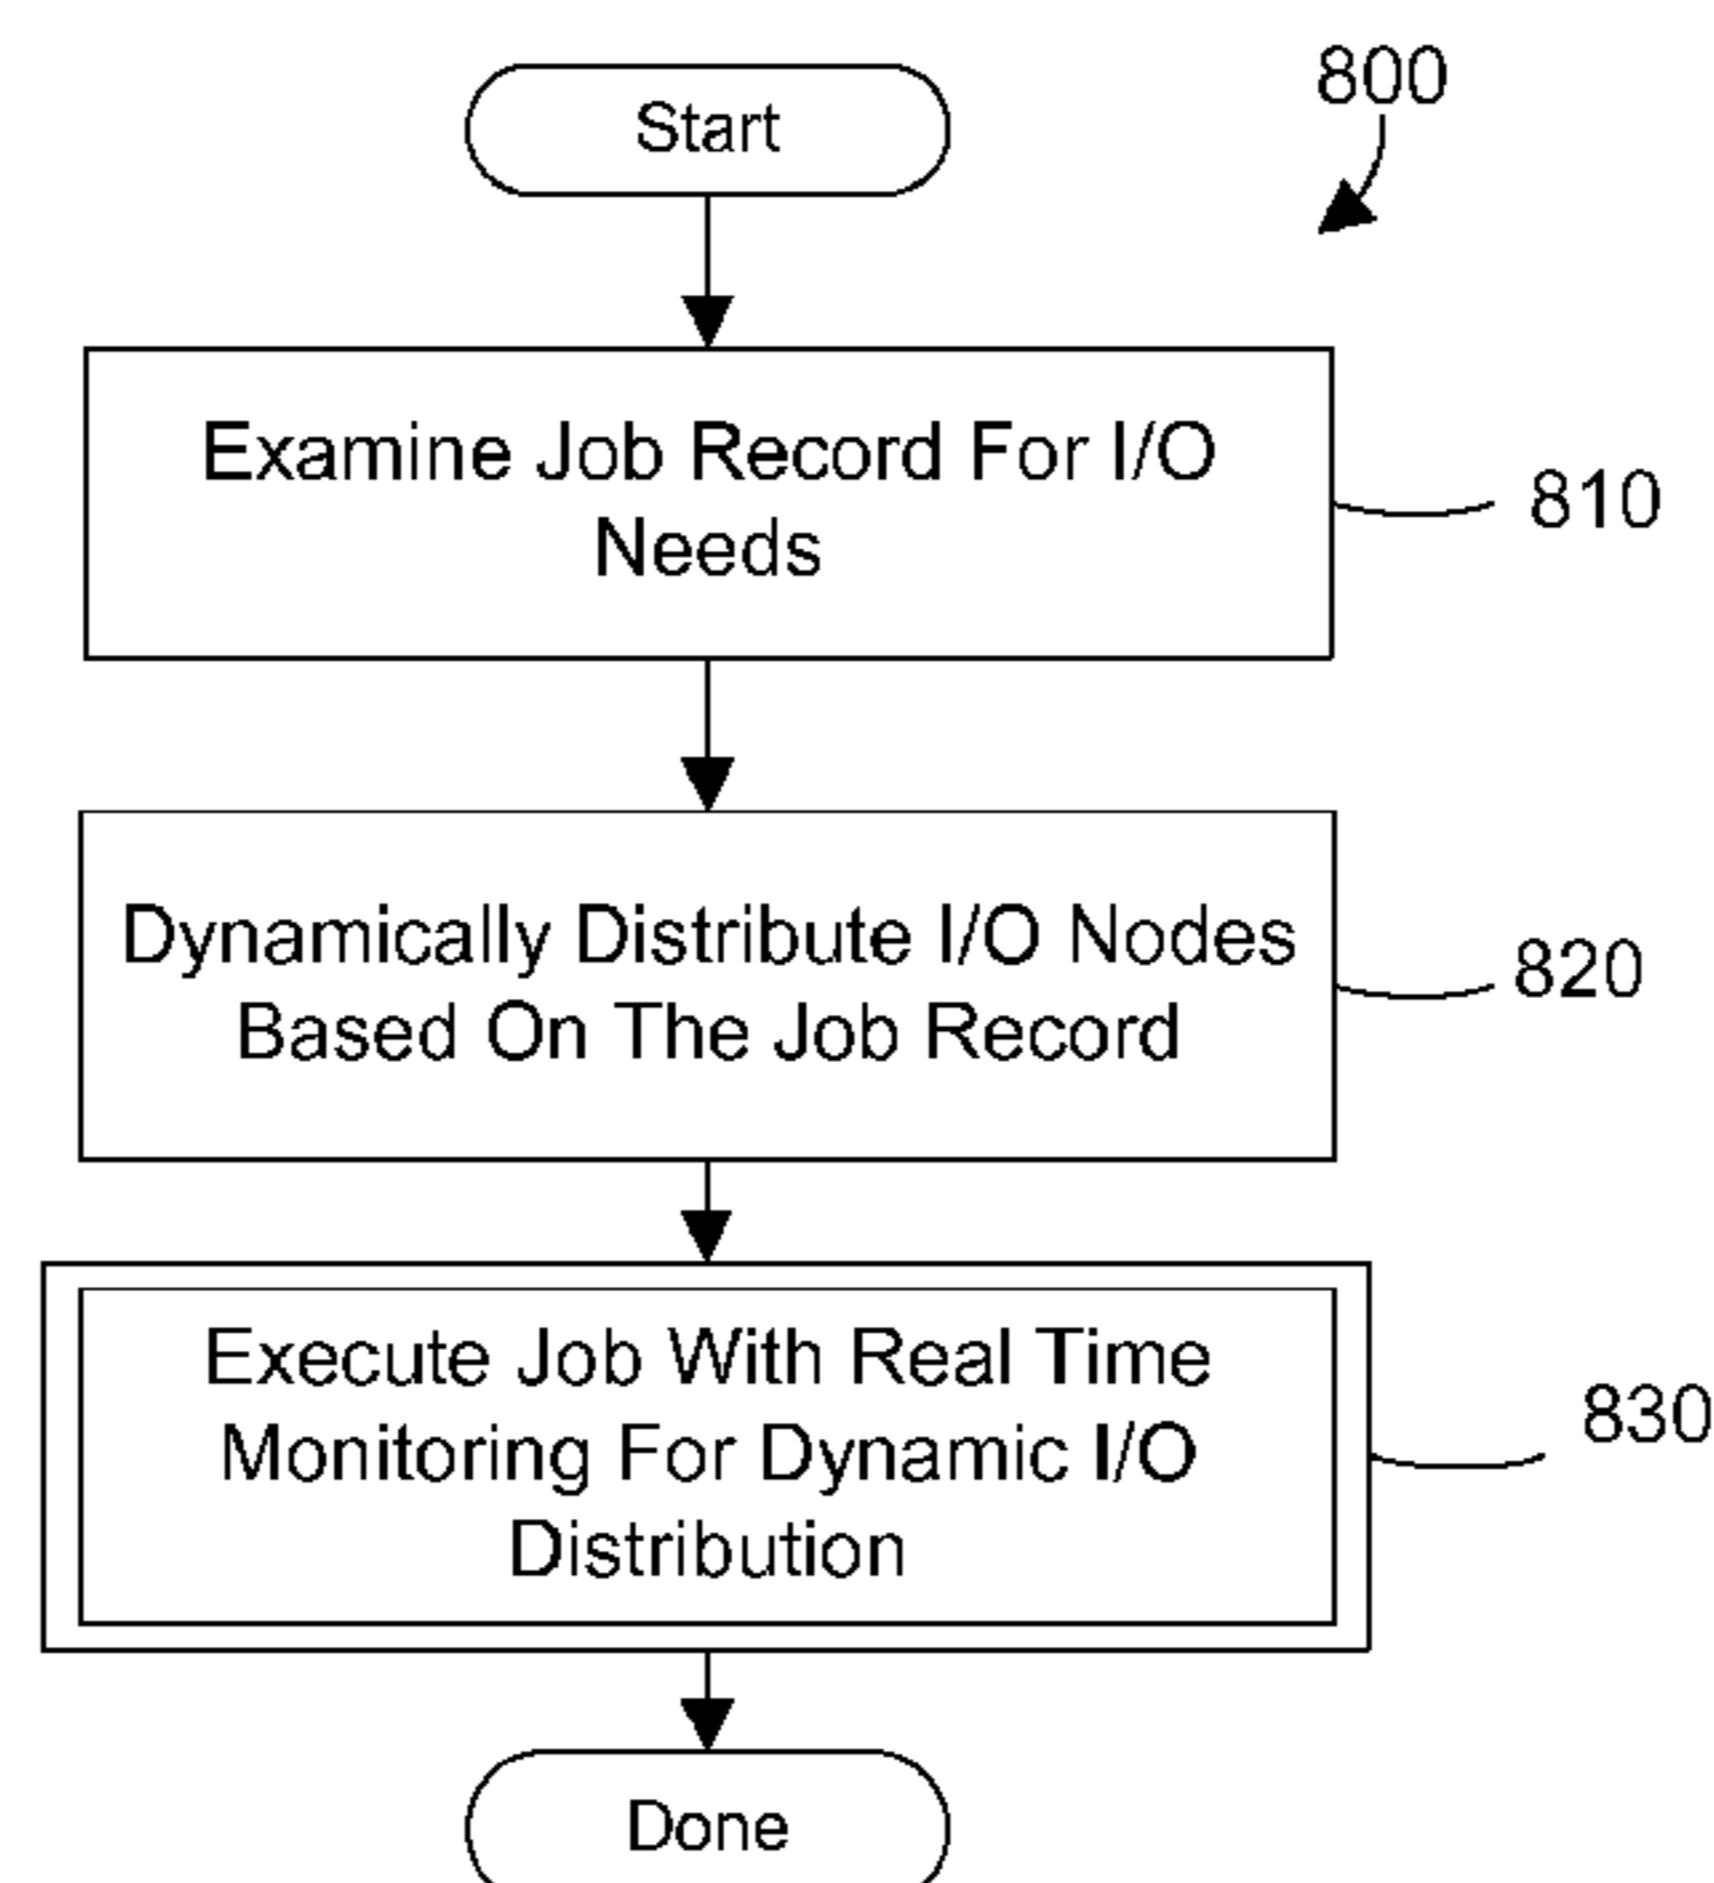 Start
800
Examine Job Record For I/O
Needs
810
Dynamically Distribute I/O Nodes
Based On The Job Record
820
Execute Job With Real Time
Monitoring For Dynamic I/O
Distribution
830
Done